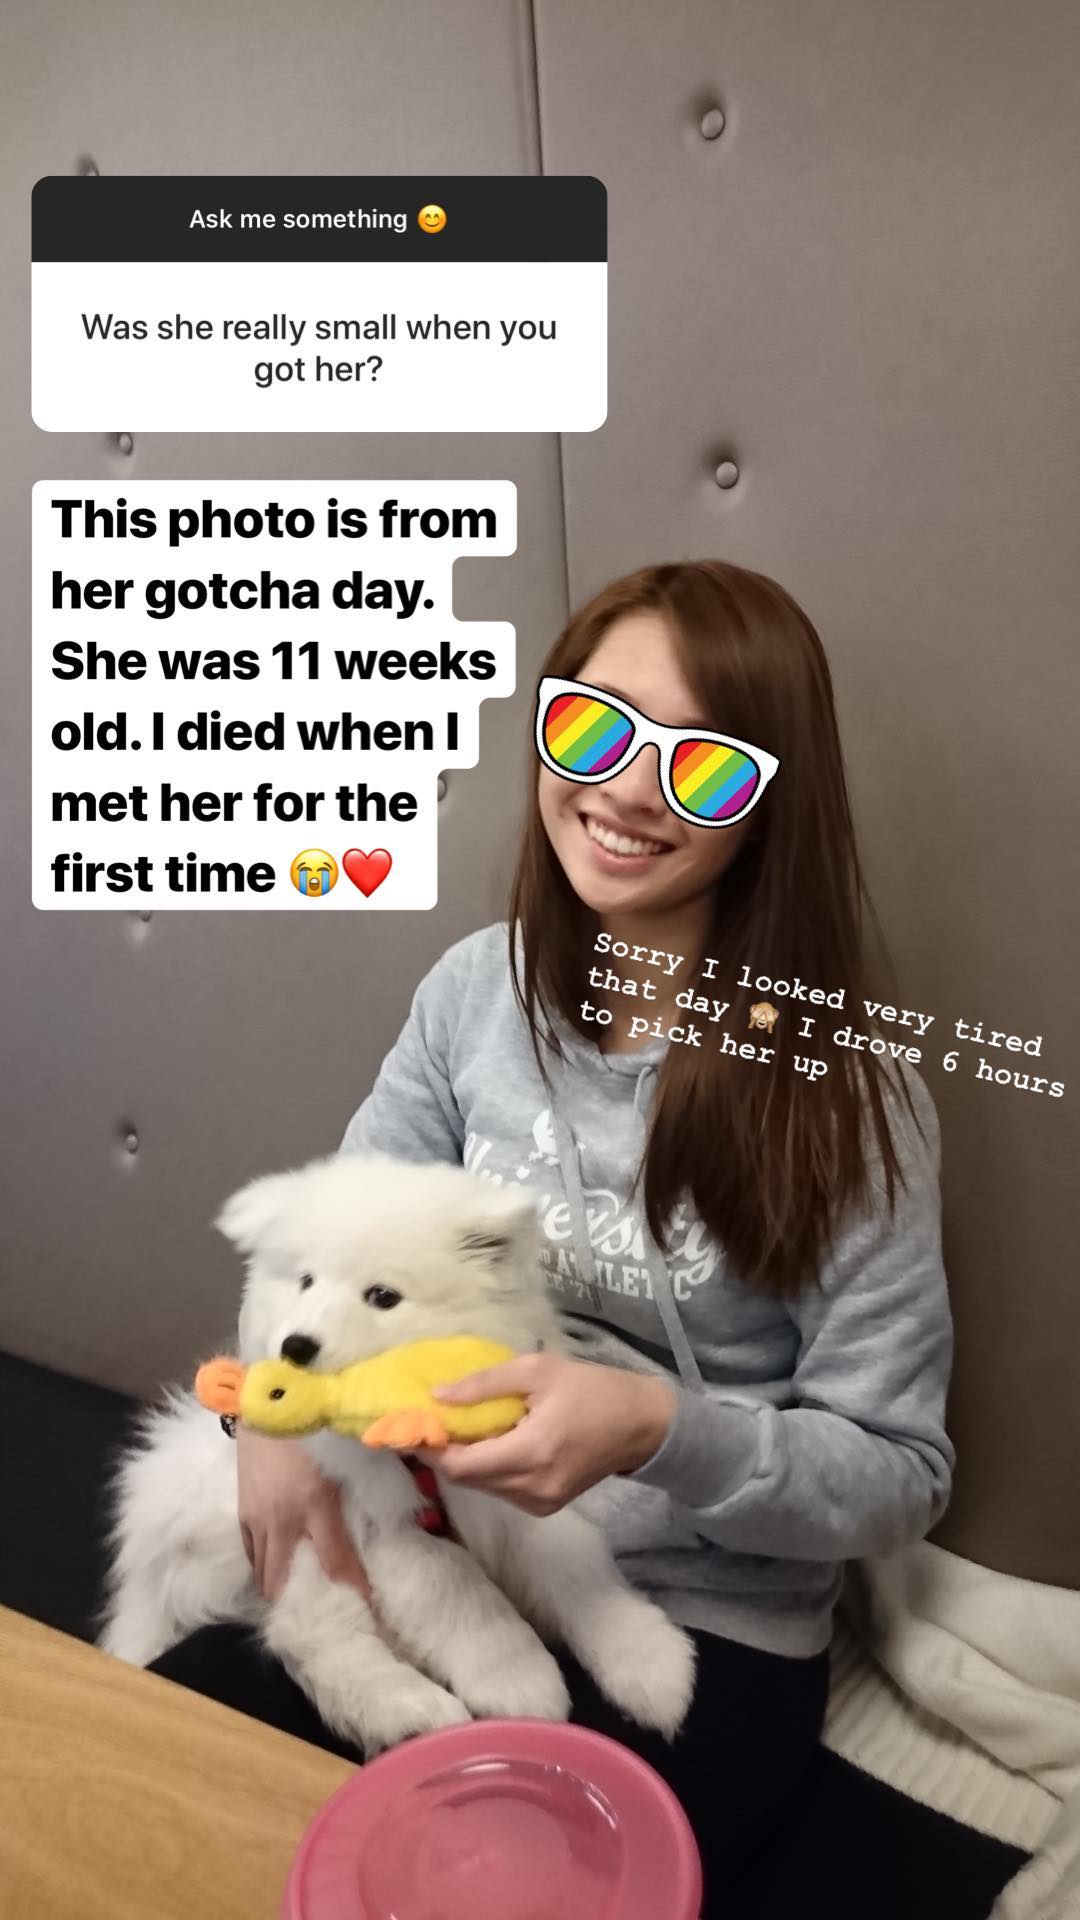 Ask me something 😊
Was she really small when you
got her?
This photo is from
her gotcha day.
She was 11 weeks
old. I died when I
met her for the
first time 😭❤️
Sorry I looked very tired
that day 🙈 I drove 6 hours
to pick her up
University